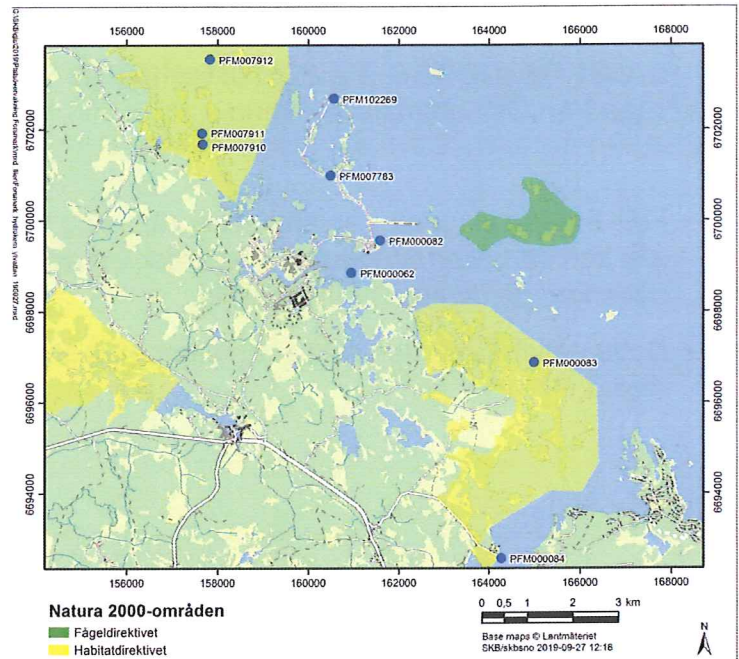 156000 158000 160000 162000 164000 166000 168000
PFM007912
PFM102269
6702000 6702000
PFM007911
PFM007910
PFM007783
6700000 6700000
PFM000082
PFM000062
6698000 6698000
PFM000083
6696000 6696000
6694000 6694000
PFM000084
156000 158000 160000 162000 164000 166000 168000
Natura 2000-områden
Fågeldirektivet
Habitatdirektivet
0 0,5 1 2 3 km
Base maps © Lantmäteriet
SKB/skbsno 2019-09-27 12:16
N